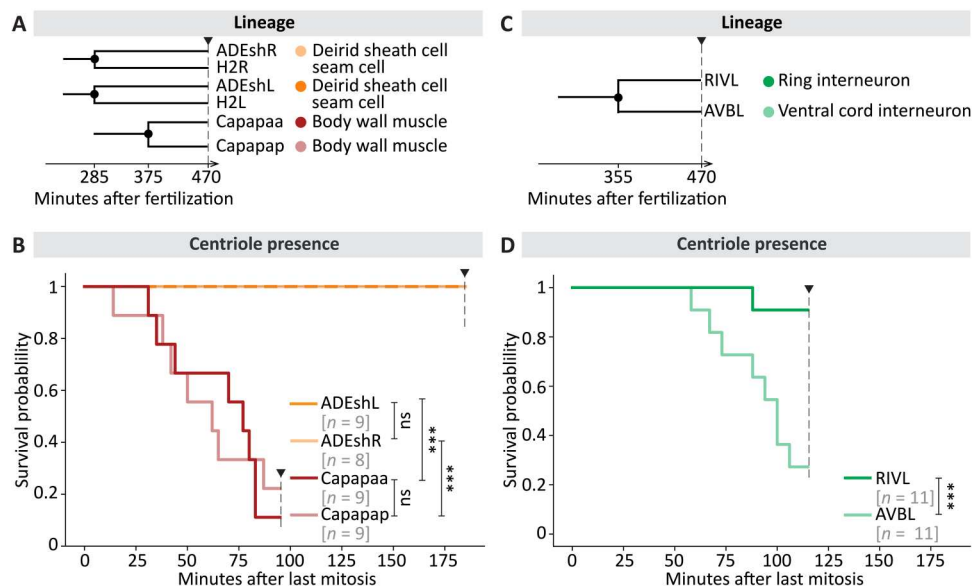 A
Lineage
ADEshR
Deirid sheath cell
H2R
seam cell
ADEshL
Deirid sheath cell
H2L
seam cell
Capapaa
Body wall muscle
Capapap
Body wall muscle
285 375 470
Minutes after fertilization
B
Centriole presence
Survival probablility
1
0.8
0.6
0.4
0.2
0
ADEshL
[n = 9]
ADEshR
[n = 8]
Capapaa
[n = 9]
Capapap
[n = 9]
ns
ns
***
***
0 25 50 75 100 125 150 175
Minutes after last mitosis
C
Lineage
RIVL
Ring interneuron
AVBL
Ventral cord interneuron
355 470
Minutes after fertilization
D
Centriole presence
Survival probablility
1
0.8
0.6
0.4
0.2
0
RIVL
[n = 11]
AVBL
[n = 11]
***
0 25 50 75 100 125 150 175
Minutes after last mitosis